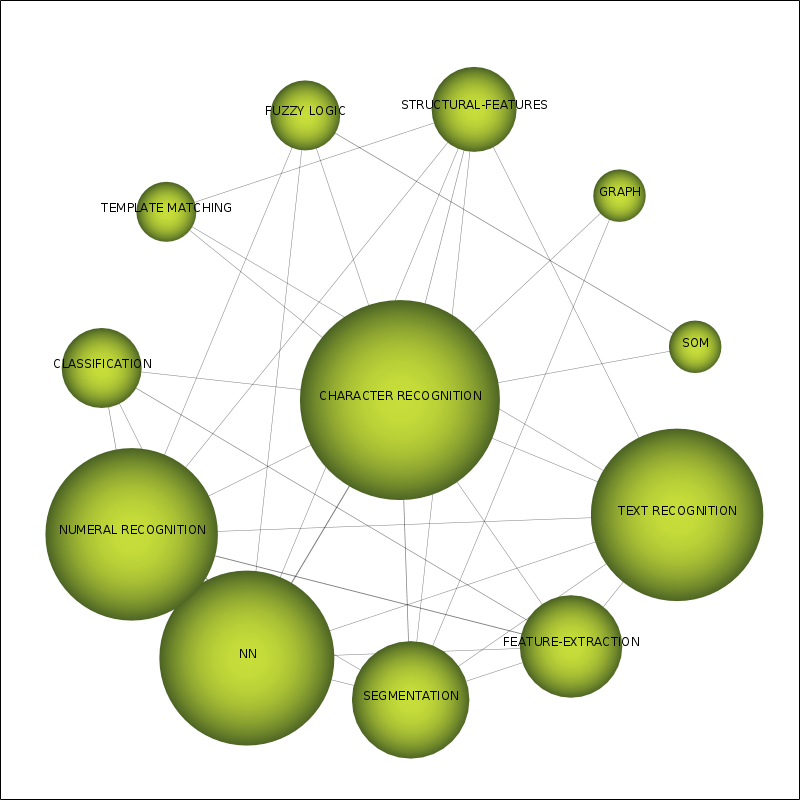 STRUCTURAL-FEATURES
FUZZY LOGIC
GRAPH
TEMPLATE MATCHING
SOM
CLASSIFICATION
CHARACTER RECOGNITION
TEXT RECOGNITION
NUMERAL RECOGNITION
FEATURE-EXTRACTION
NN
SEGMENTATION